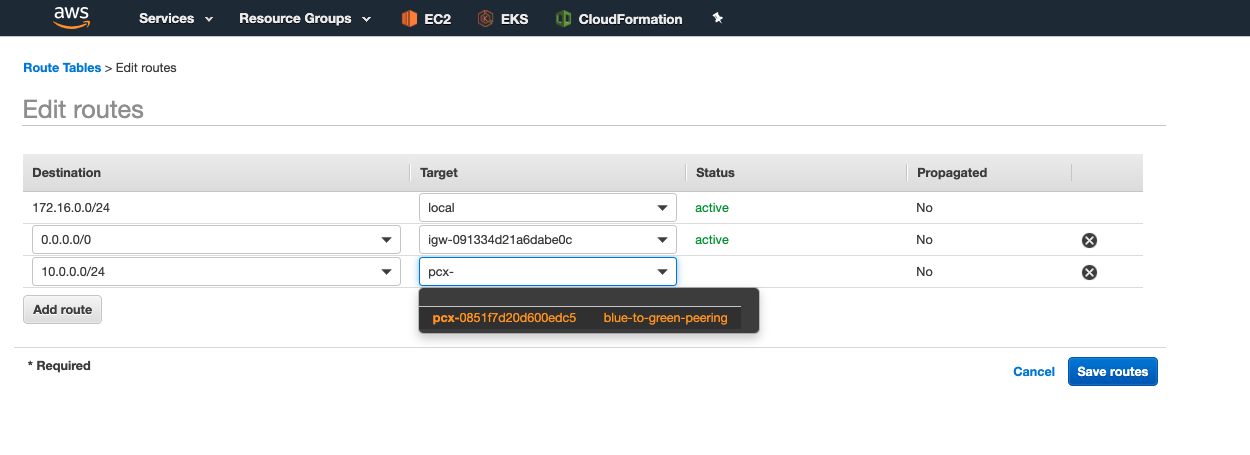 aws Services Resource Groups EC2 EKS CloudFormation
Route Tables > Edit routes
Edit routes
Destination Target Status Propagated
172.16.0.0/24 local active No
0.0.0.0/0 igw-091334d21a6dabe0c active No
10.0.0.0/24 pcx- No
Add route
pcx-0851f7d20d600edc5 blue-to-green-peering
* Required
Cancel Save routes